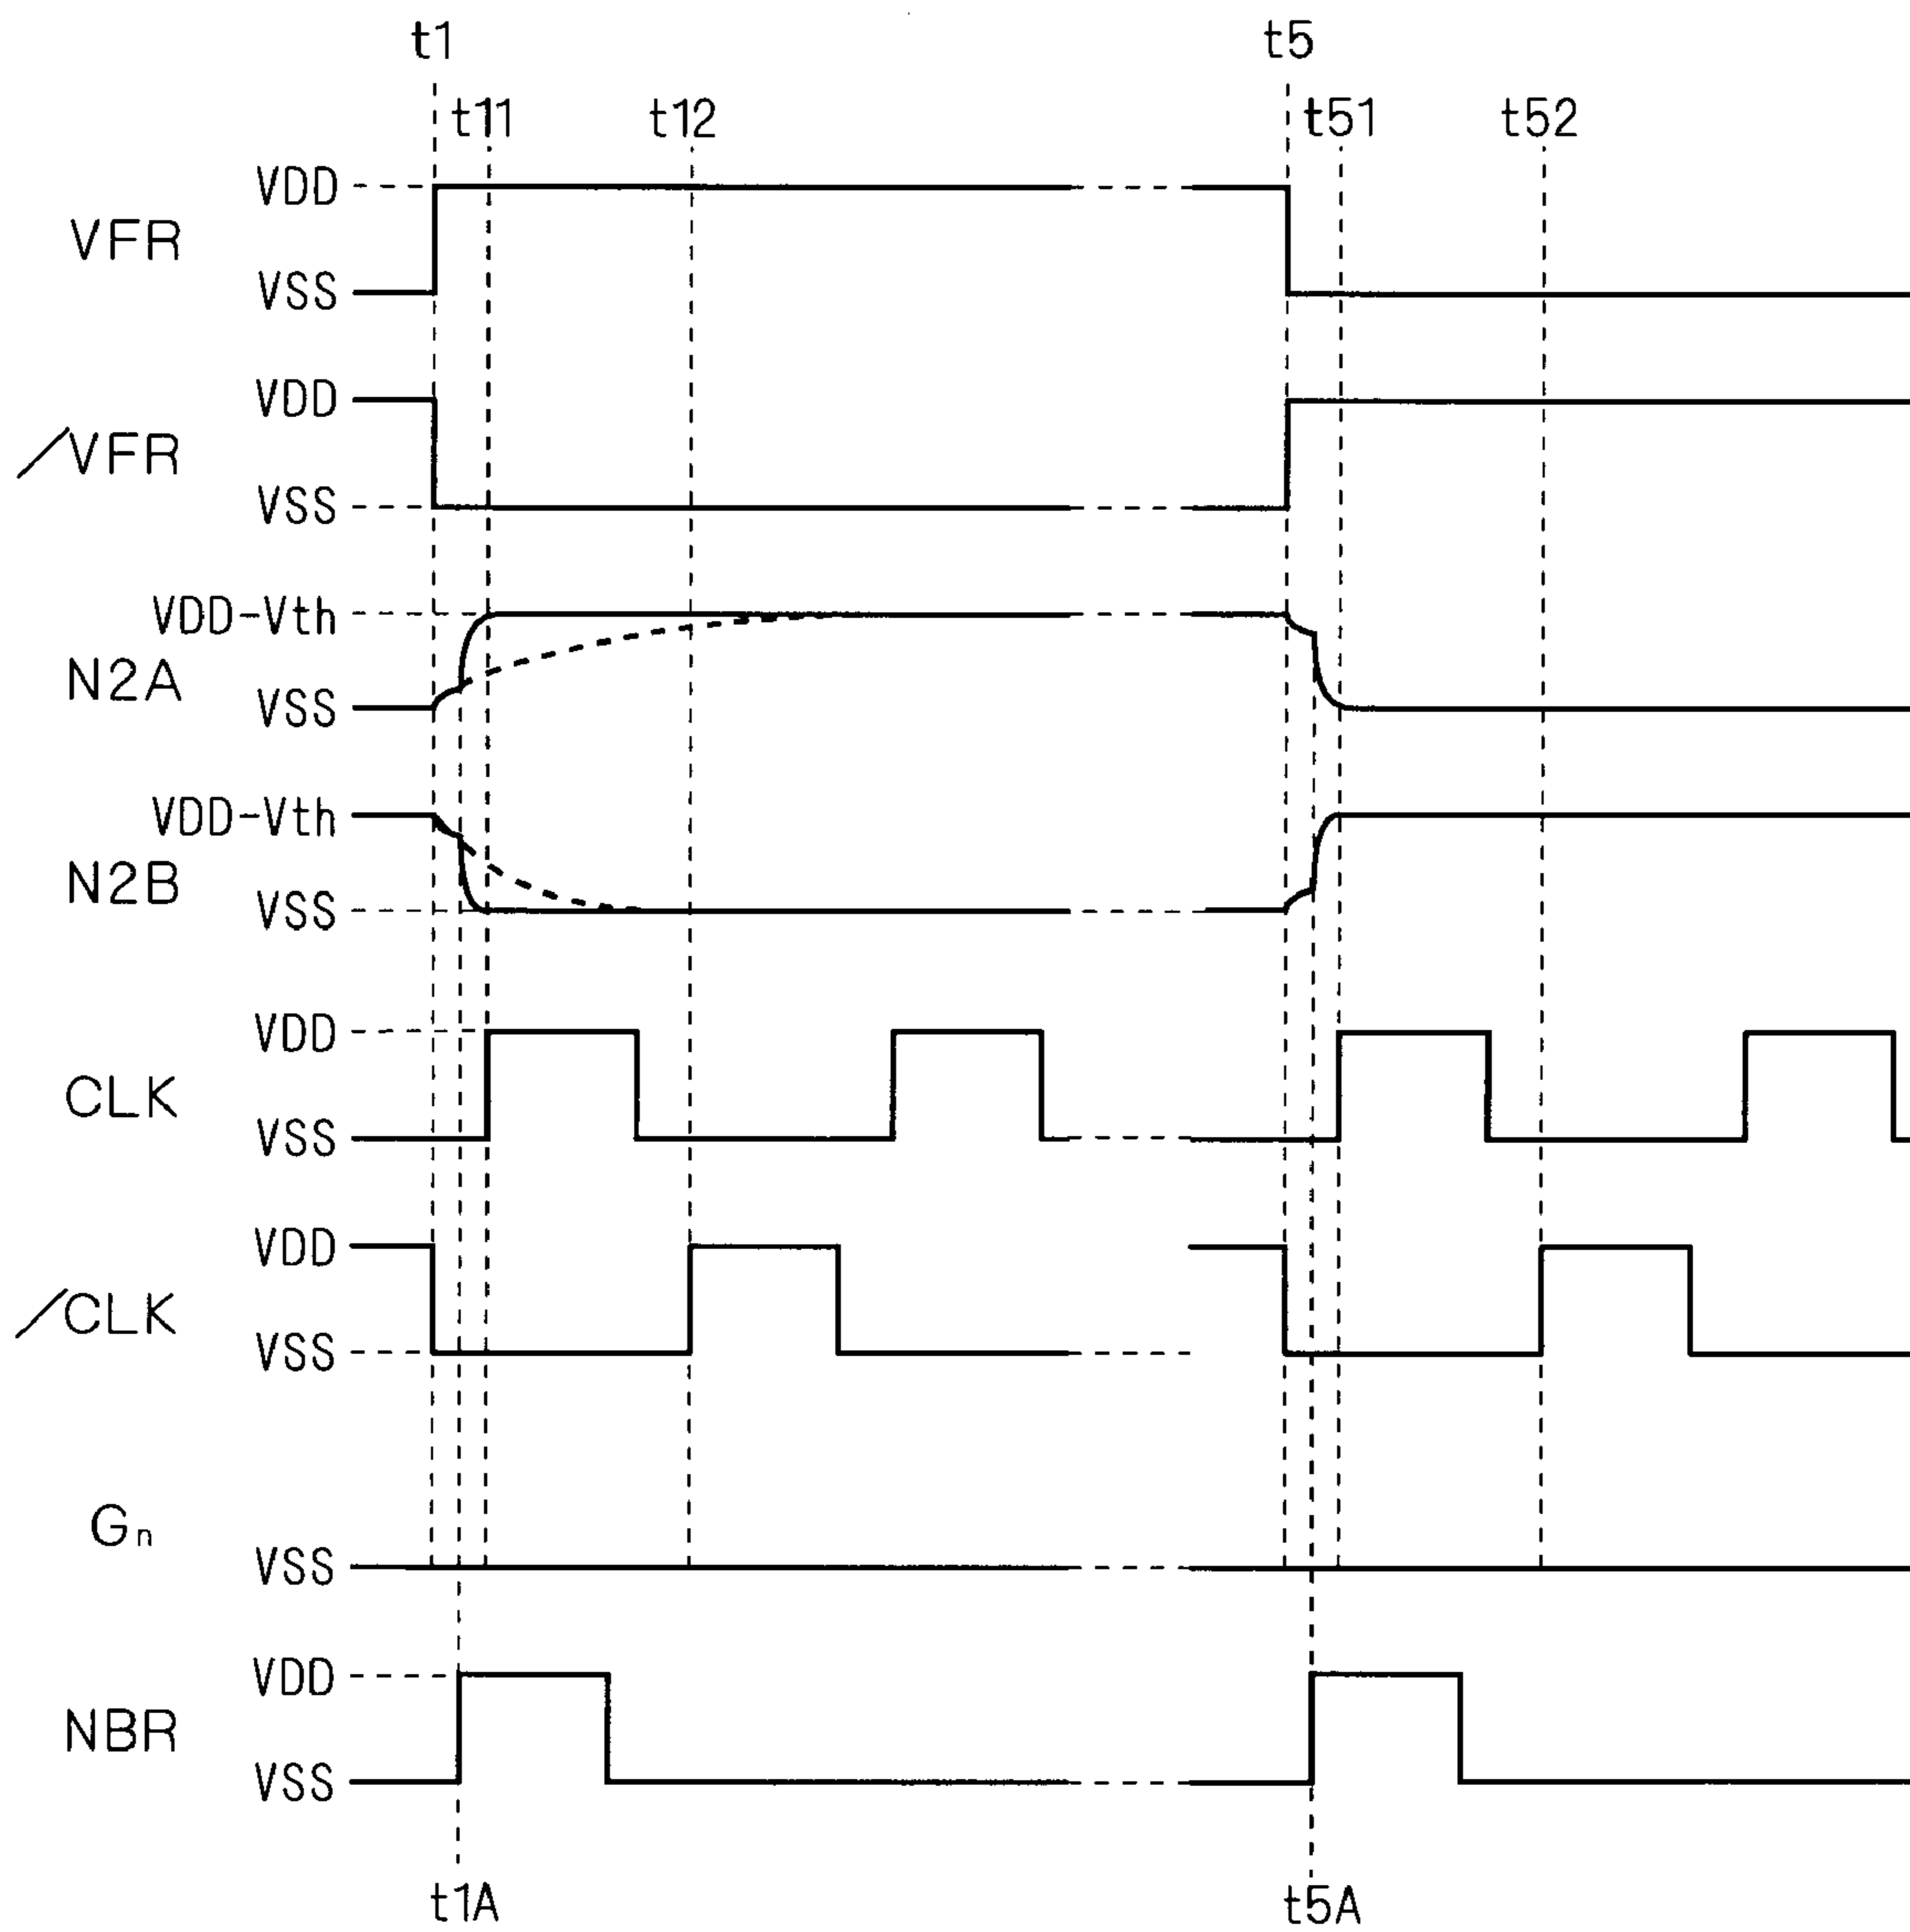 t1 t5
t11 t12 t51 t52
VDD
VFR
VSS
VDD
/VFR
VSS
VDD-Vth
N2A
VSS
VDD-Vth
N2B
VSS
VDD
CLK
VSS
VDD
/CLK
VSS
Gn
VSS
VDD
NBR
VSS
t1A t5A